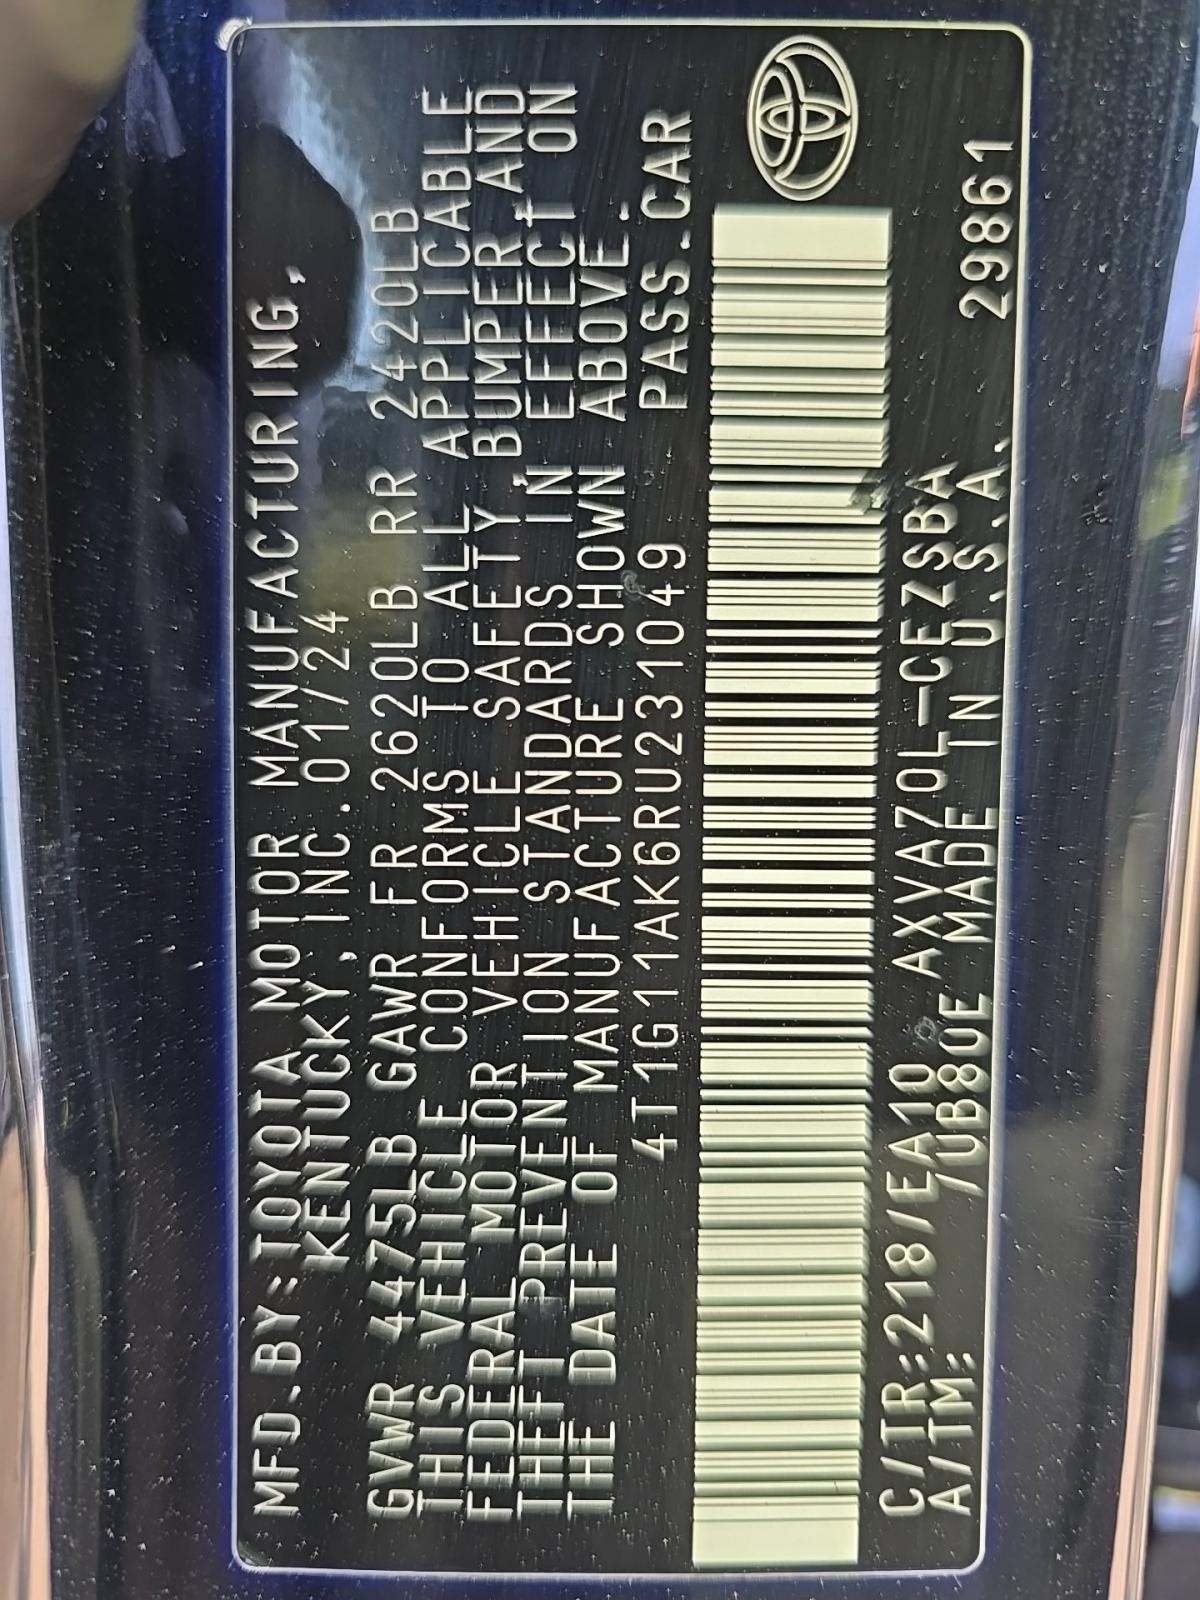 MFD.BY:TOYOTA MOTOR MANUFACTURING,
KENTUCKY,INC.01/24
GVWR 4475LB GAWR FR 2620LB RR 2420LB
THIS VEHICLE CONFORMS TO ALL APPLICABLE
FEDERAL MOTOR VEHICLE SAFETY,BUMPER AND
THEFT PREVENTION STANDARDS IN EFFECT ON
THE DATE OF MANUFACTURE SHOWN ABOVE.
4T1G11AK6RU231049 PASS.CAR
C/TR:218/EA10 AXVA70L-CEZSBA
A/TM: /UB80E MADE IN U.S.A. 29861